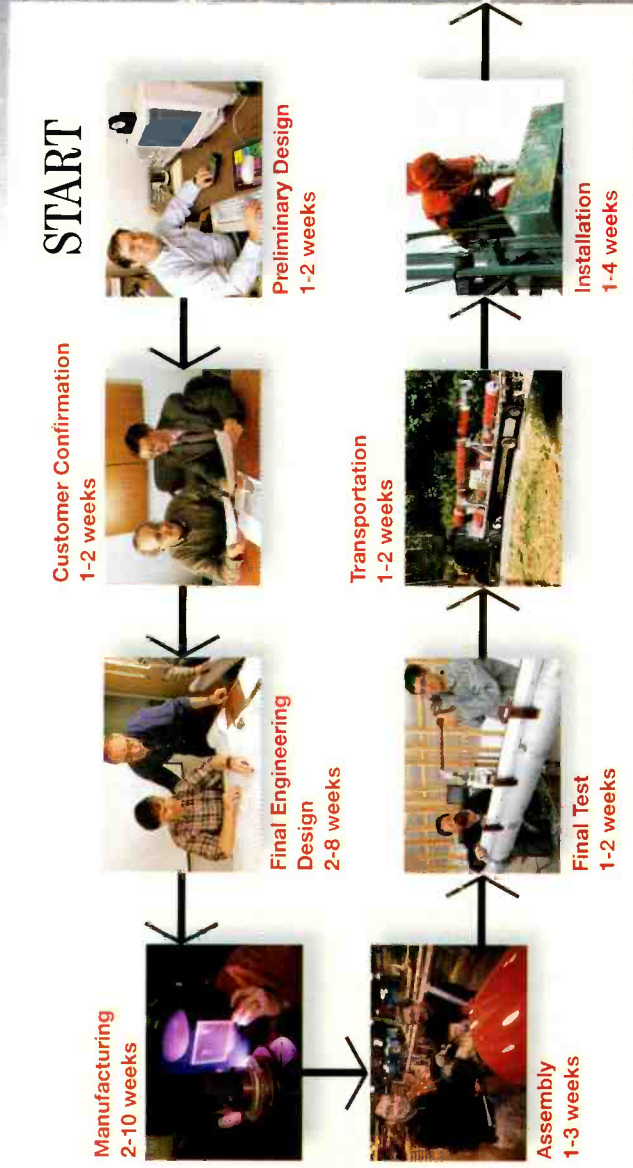 START
Preliminary Design
1-2 weeks
Customer Confirmation
1-2 weeks
Final Engineering
Design
2-8 weeks
Manufacturing
2-10 weeks
Assembly
1-3 weeks
Final Test
1-2 weeks
Transportation
1-2 weeks
Installation
1-4 weeks